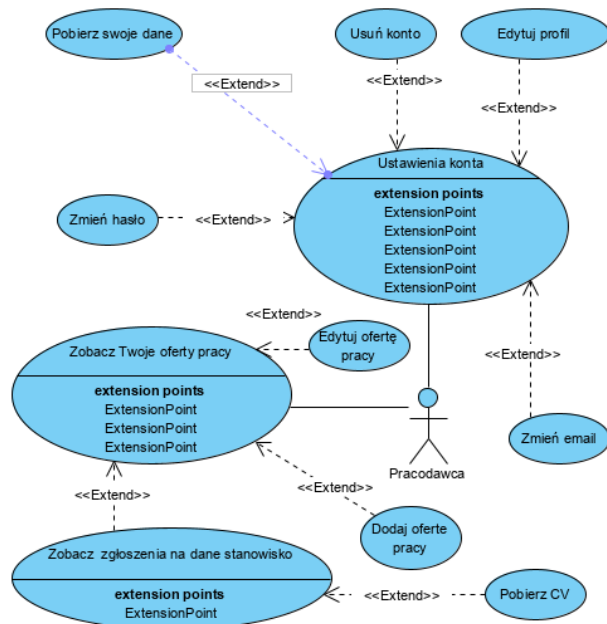 Pobierz swoje dane
Usuń konto
Edytuj profil
<<Extend>>
<<Extend>>
<<Extend>>
Ustawienia konta
extension points
ExtensionPoint
ExtensionPoint
ExtensionPoint
ExtensionPoint
ExtensionPoint
Zmień hasło
<<Extend>>
<<Extend>>
Edytuj ofertę
pracy
Zobacz Twoje oferty pracy
extension points
ExtensionPoint
ExtensionPoint
ExtensionPoint
<<Extend>>
Zmień email
Pracodawca
<<Extend>>
<<Extend>>
Dodaj oferte
pracy
Zobacz zgłoszenia na dane stanowisko
extension points
ExtensionPoint
<<Extend>>
Pobierz CV